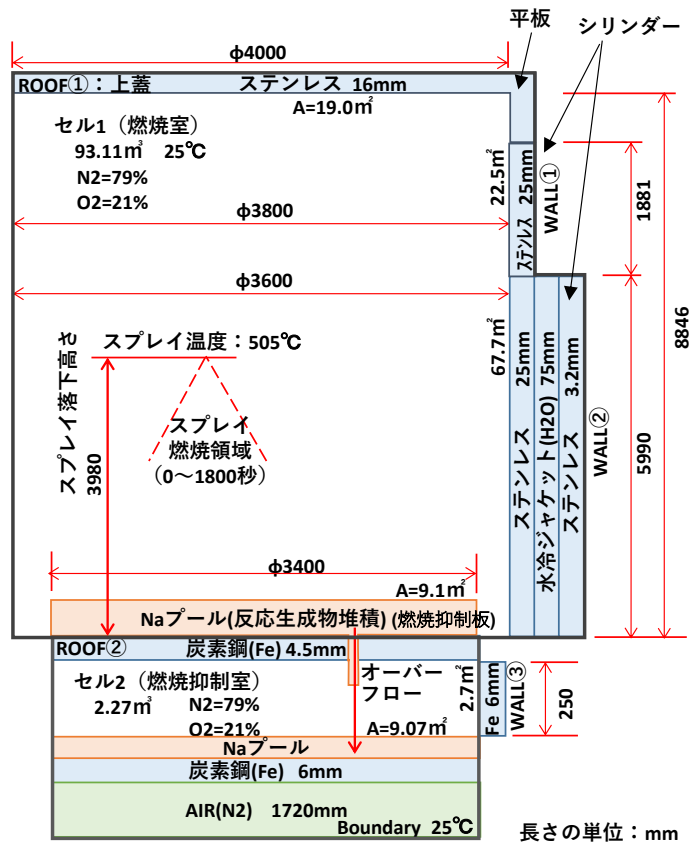 平板
シリンダー
φ4000
ROOF①：上蓋 ステンレス 16mm
A=19.0㎡
セル1（燃焼室）
93.11㎥ 25℃
N2=79%
O2=21%
22.5㎡
ステンレス 25mm
WALL①
1881
φ3800
φ3600
8846
スプレイ温度：505℃
スプレイ落下高さ
3980
スプレイ
燃焼領域
（0～1800秒）
67.7㎡
ステンレス 25mm
水冷ジャケット(H2O) 75mm
ステンレス 3.2mm
WALL②
5990
φ3400
A=9.1㎡
Naプール(反応生成物堆積) (燃焼抑制板)
ROOF② 炭素鋼(Fe) 4.5mm
セル2（燃焼抑制室）
2.27㎥ N2=79%
O2=21%
オーバー
フロー
2.7㎡
Fe 6mm
WALL③
250
A=9.07㎡
Naプール
炭素鋼(Fe) 6mm
AIR(N2) 1720mm
Boundary 25℃
長さの単位：mm